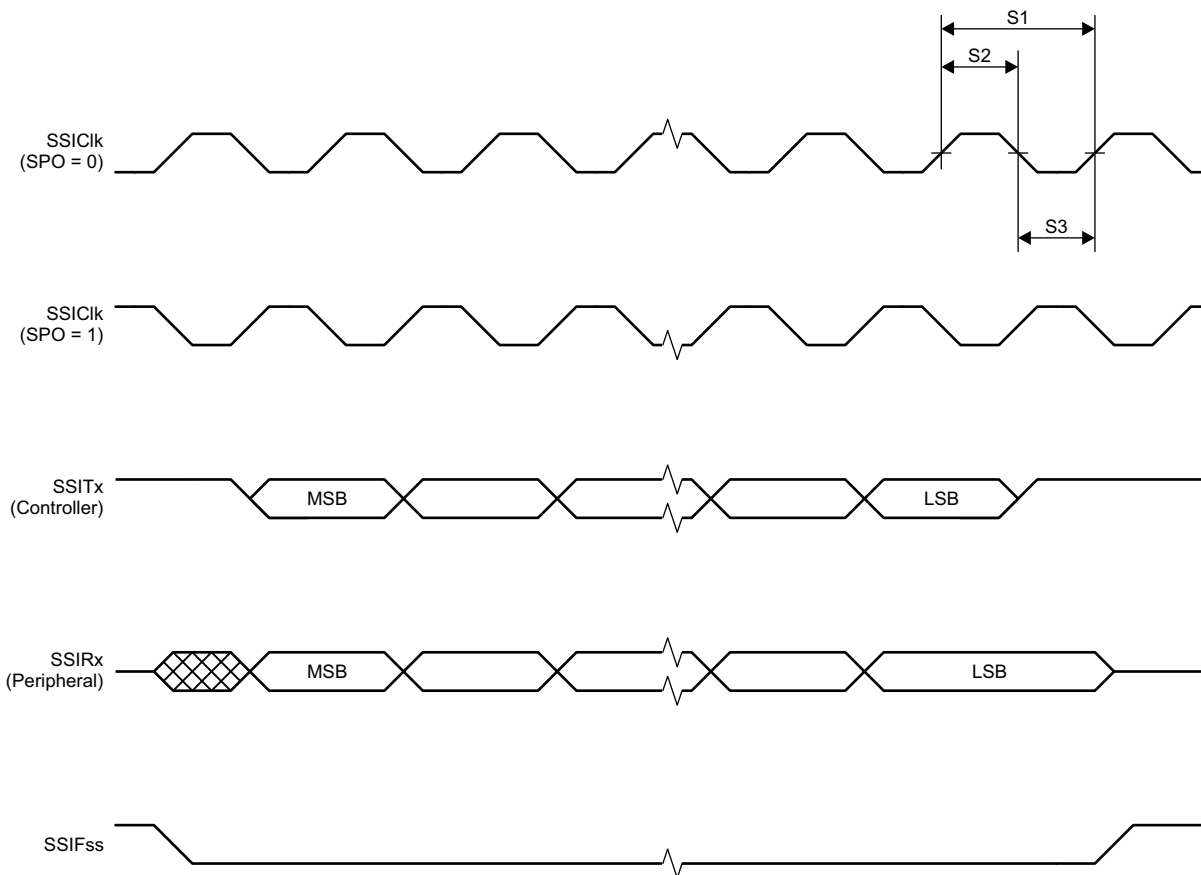 S1
S2
SSIClk
(SPO = 0)
S3
SSIClk
(SPO = 1)
SSITx
(Controller)
MSB
LSB
SSIRx
(Peripheral)
MSB
LSB
SSIFss